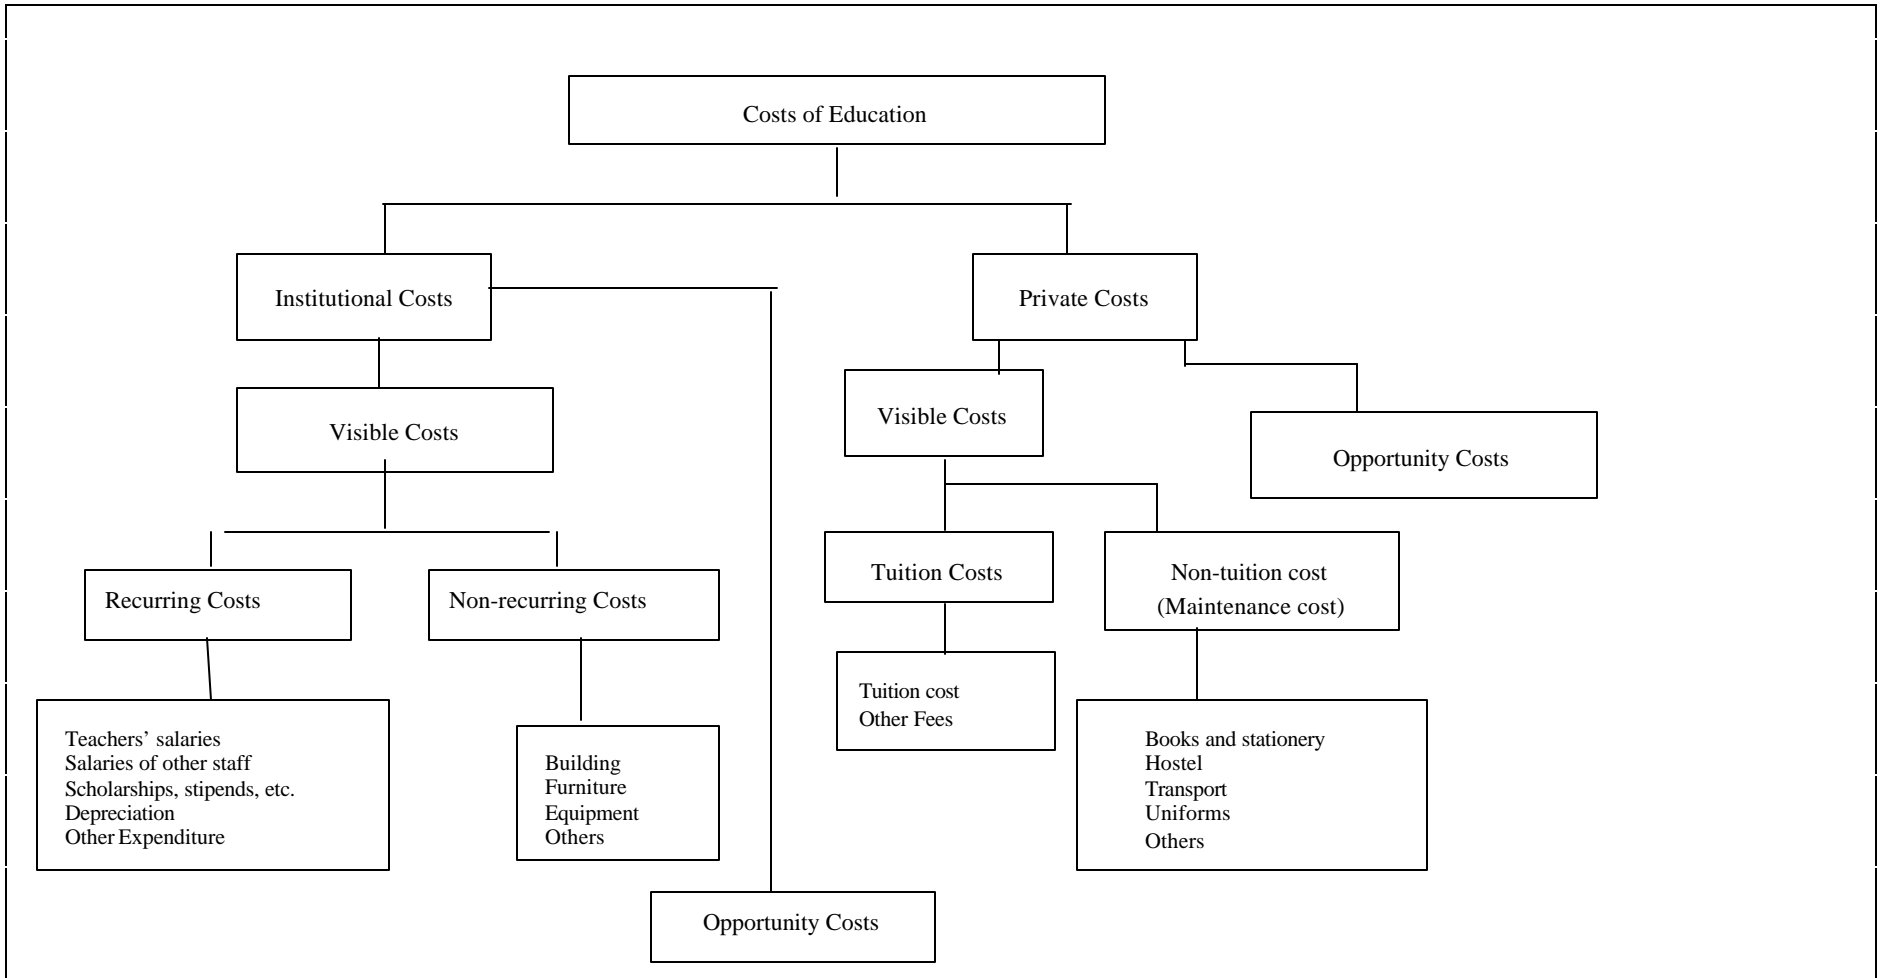 Costs of Education
Institutional Costs
Private Costs
Visible Costs
Visible Costs
Opportunity Costs
Recurring Costs
Non-recurring Costs
Tuition Costs
Non-tuition cost
(Maintenance cost)
Teachers’ salaries
Salaries of other staff
Scholarships, stipends, etc.
Depreciation
Other Expenditure
Building
Furniture
Equipment
Others
Tuition cost
Other Fees
Books and stationery
Hostel
Transport
Uniforms
Others
Opportunity Costs